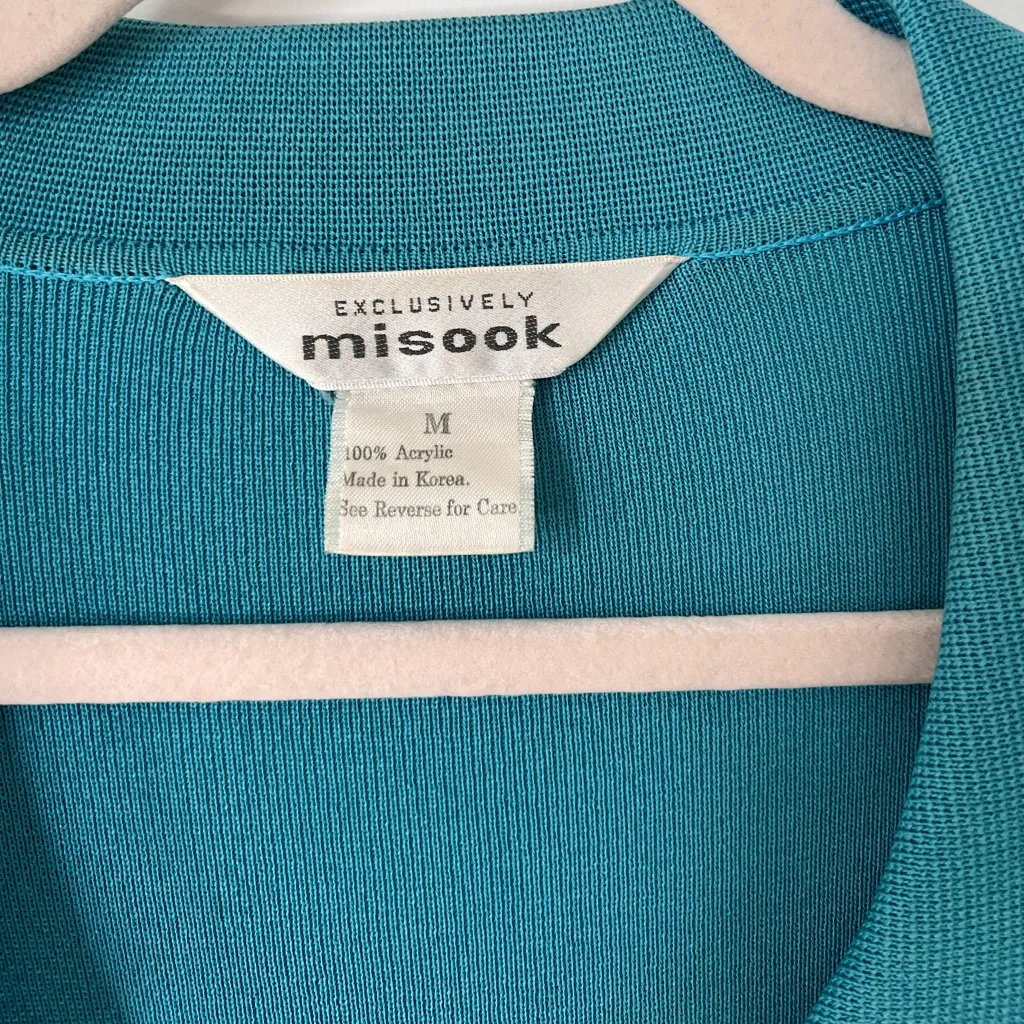 EXCLUSIVELY
misook
M
100% Acrylic
Made in Korea.
See Reverse for Care